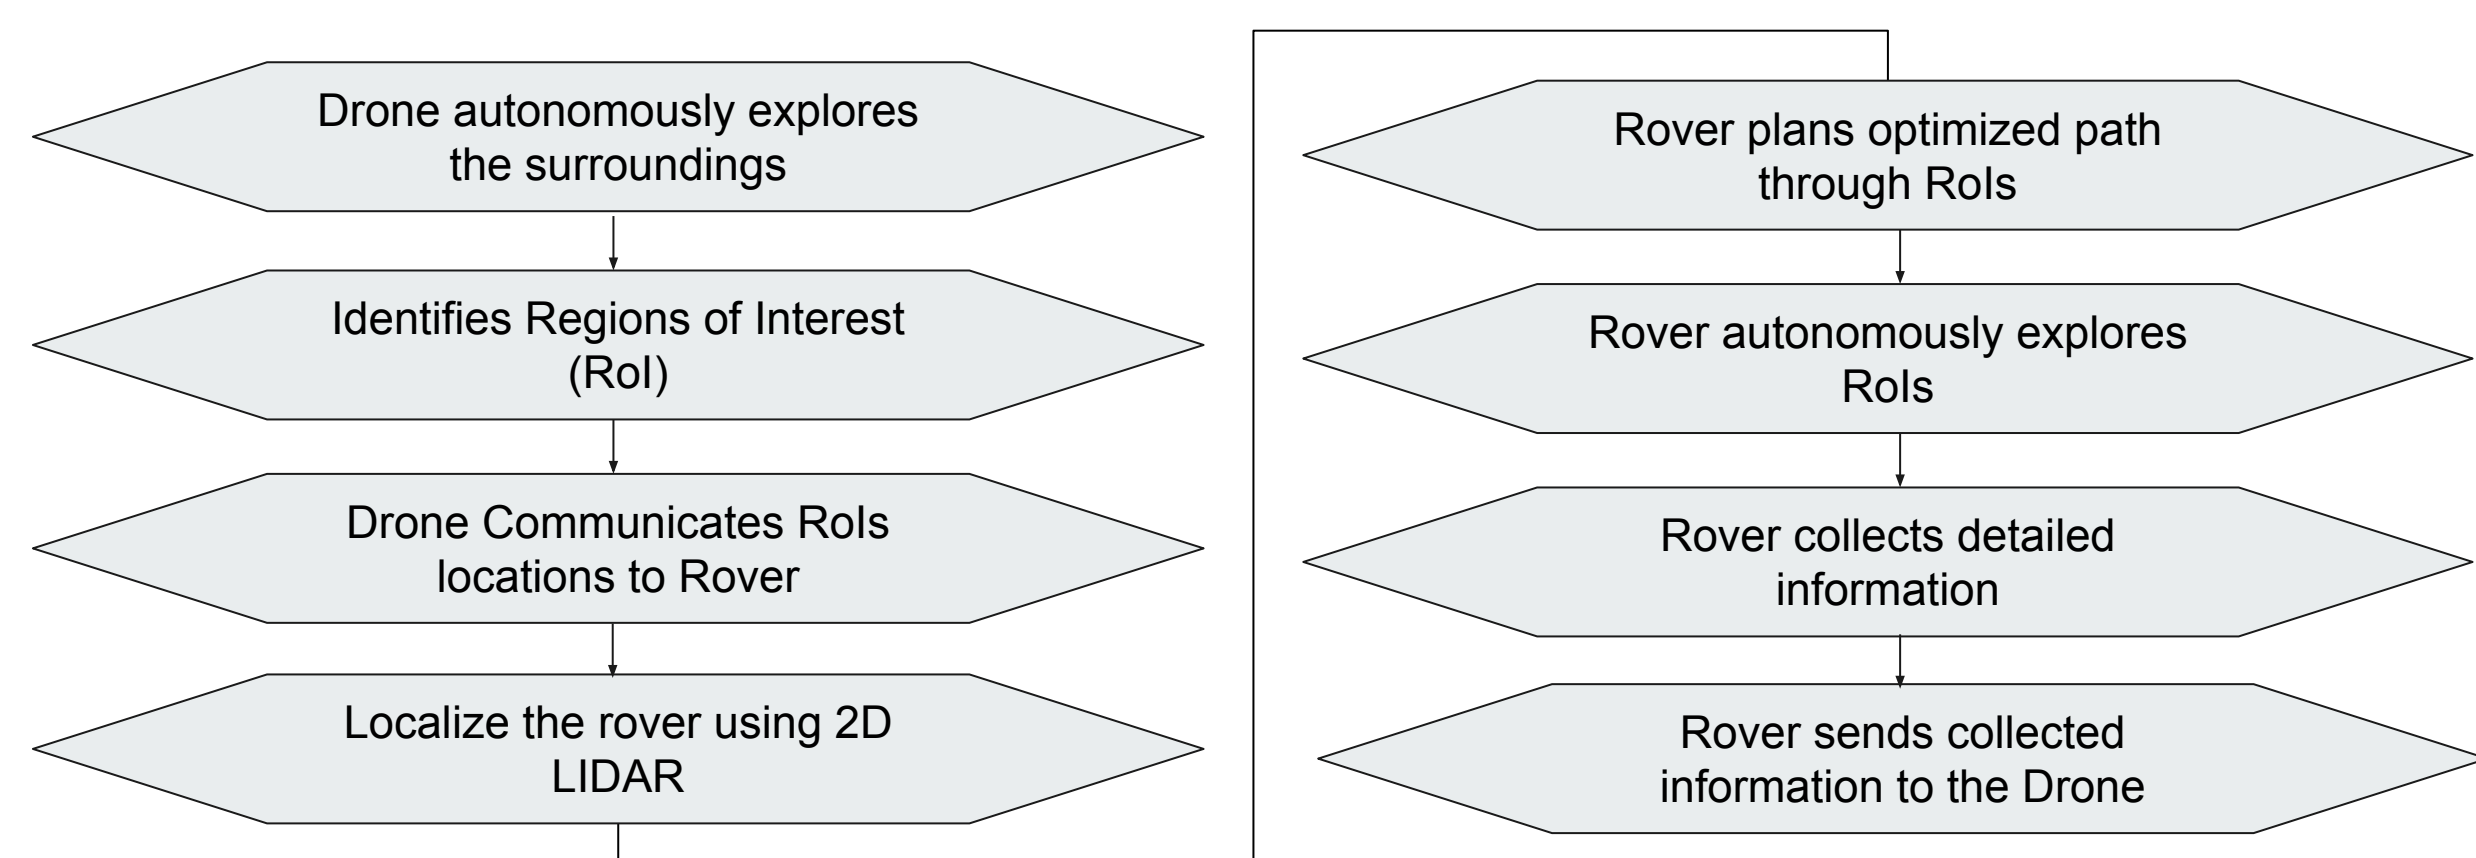 Drone autonomously explores
the surroundings
Identifies Regions of Interest
(RoI)
Drone Communicates RoIs
locations to Rover
Localize the rover using 2D
LIDAR
Rover plans optimized path
through RoIs
Rover autonomously explores
RoIs
Rover collects detailed
information
Rover sends collected
information to the Drone